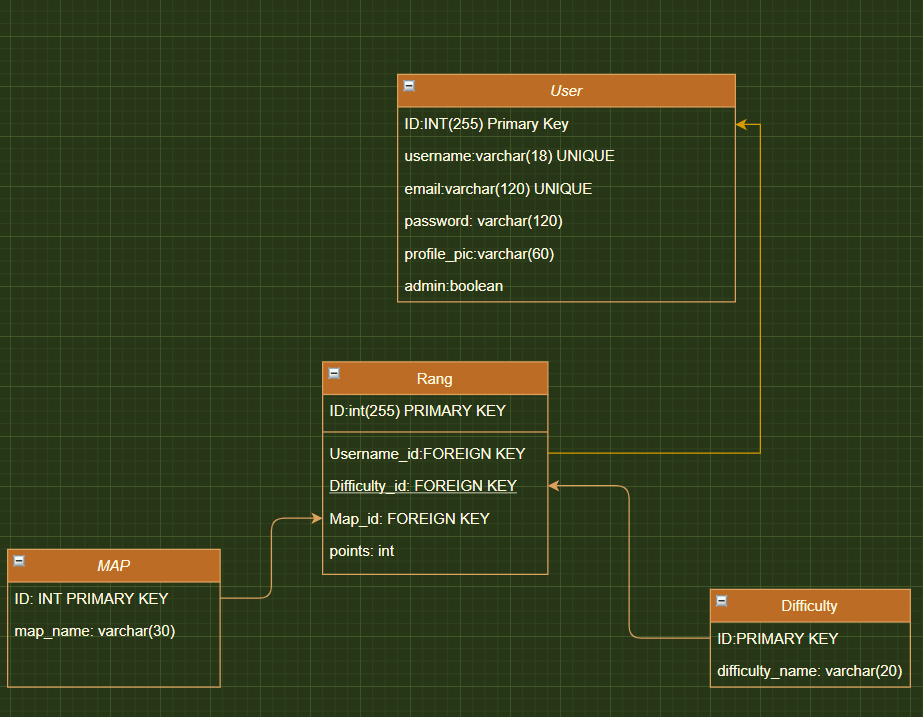 User
ID:INT(255) Primary Key
username:varchar(18) UNIQUE
email:varchar(120) UNIQUE
password: varchar(120)
profile_pic:varchar(60)
admin:boolean
Rang
ID:int(255) PRIMARY KEY
Username_id:FOREIGN KEY
Difficulty_id: FOREIGN KEY
Map_id: FOREIGN KEY
points: int
MAP
ID: INT PRIMARY KEY
map_name: varchar(30)
Difficulty
ID:PRIMARY KEY
difficulty_name: varchar(20)